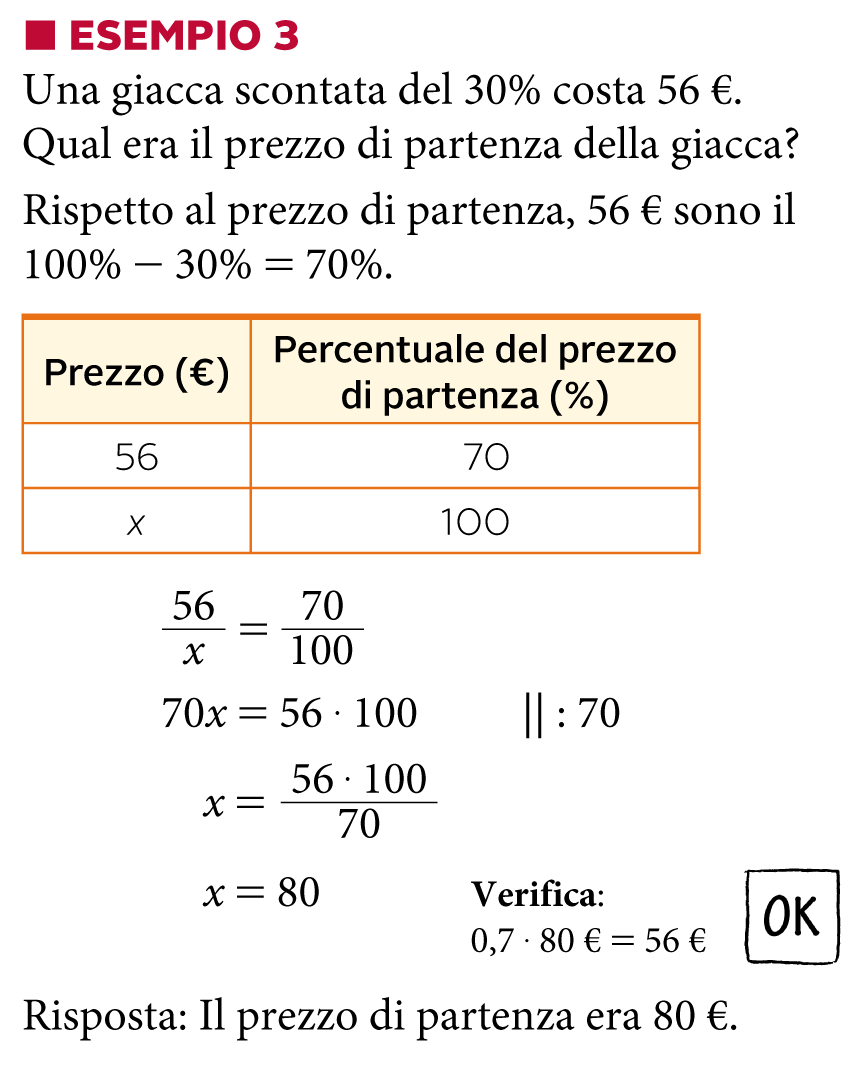 ■ ESEMPIO 3
Una giacca scontata del 30% costa 56 €.
Qual era il prezzo di partenza della giacca?
Rispetto al prezzo di partenza, 56 € sono il
100% − 30% = 70%.
Prezzo (€) Percentuale del prezzo
di partenza (%)
56 70
x 100
56/x = 70/100
70x = 56 · 100 || : 70
x = 56 · 100/70
x = 80
Verifica:
0,7 · 80 € = 56 €
OK
Risposta: Il prezzo di partenza era 80 €.